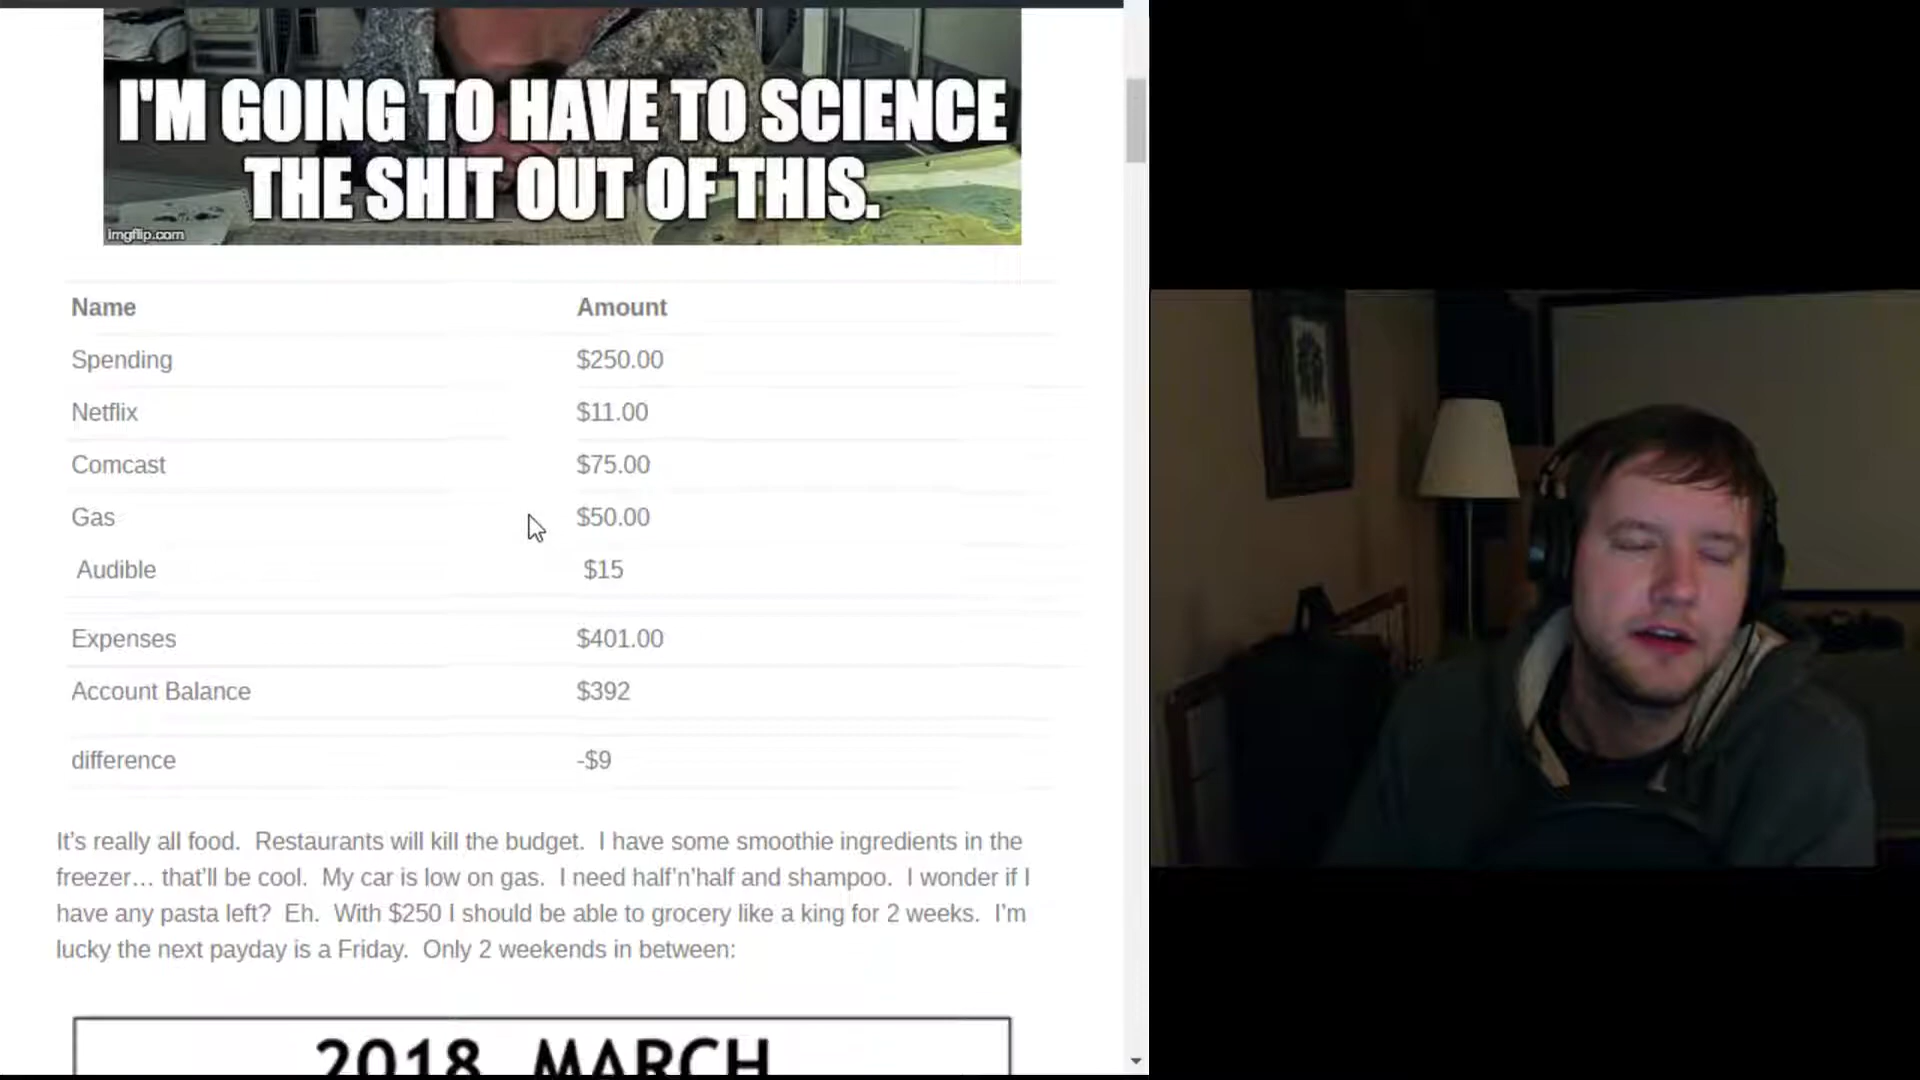 I'M GOING TO HAVE TO SCIENCE
THE SHIT OUT OF THIS.
imgflip.com
Name Amount
Spending $250.00
Netflix $11.00
Comcast $75.00
Gas $50.00
Audible $15
Expenses $401.00
Account Balance $392
difference -$9
It’s really all food.  Restaurants will kill the budget.  I have some smoothie ingredients in the
freezer… that’ll be cool.  My car is low on gas.  I need half’n’half and shampoo.  I wonder if I
have any pasta left?  Eh.  With $250 I should be able to grocery like a king for 2 weeks.  I’m
lucky the next payday is a Friday.  Only 2 weekends in between:
2018 MARCH